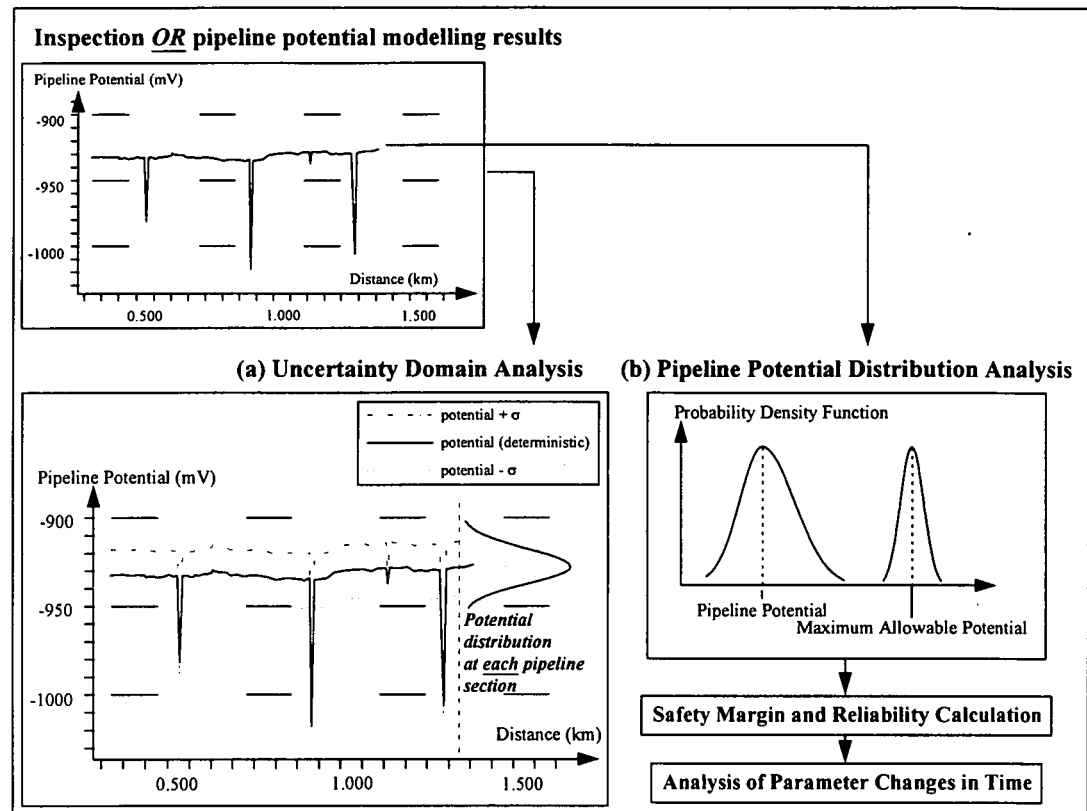 Inspection OR pipeline potential modelling results
Pipeline Potential (mV)
-900
-950
-1000
Distance (km)
0.500
1.000
1.500
(a) Uncertainty Domain Analysis
potential + σ
potential (deterministic)
potential - σ
Pipeline Potential (mV)
-900
-950
-1000
Potential
distribution
at each pipeline
section
Distance (km)
0.500
1.000
1.500
(b) Pipeline Potential Distribution Analysis
Probability Density Function
Pipeline Potential
Maximum Allowable Potential
Safety Margin and Reliability Calculation
Analysis of Parameter Changes in Time